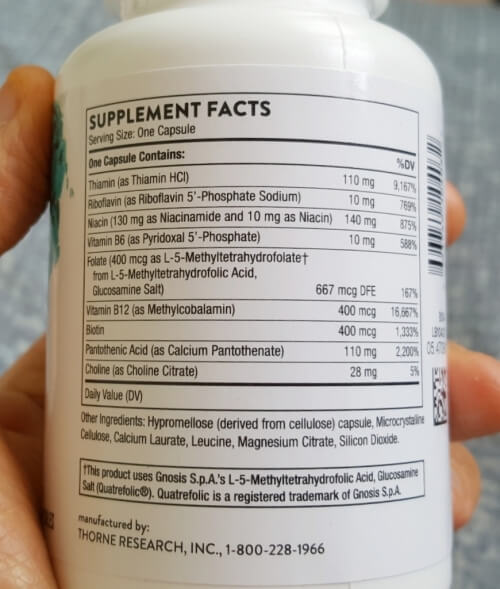 SUPPLEMENT FACTS
Serving Size: One Capsule
One Capsule Contains: %DV
Thiamin (as Thiamin HCl) 110 mg 9,167%
Riboflavin (as Riboflavin 5'-Phosphate Sodium) 10 mg 769%
Niacin (130 mg as Niacinamide and 10 mg as Niacin) 140 mg 875%
Vitamin B6 (as Pyridoxal 5'-Phosphate) 10 mg 588%
Folate (400 mcg as L-5-Methyltetrahydrofolate†
from L-5-Methyltetrahydrofolic Acid,
Glucosamine Salt) 667 mcg DFE 167%
Vitamin B12 (as Methylcobalamin) 400 mcg 16,667%
Biotin 400 mcg 1,333%
Pantothenic Acid (as Calcium Pantothenate) 110 mg 2,200%
Choline (as Choline Citrate) 28 mg 5%
Daily Value (DV)
Other Ingredients: Hypromellose (derived from cellulose) capsule, Microcrystalline
Cellulose, Calcium Laurate, Leucine, Magnesium Citrate, Silicon Dioxide.
†This product uses Gnosis S.p.A.'s L-5-Methyltetrahydrofolic Acid, Glucosamine
Salt (Quatrefolic®). Quatrefolic is a registered trademark of Gnosis S.p.A.
manufactured by:
THORNE RESEARCH, INC., 1-800-228-1966